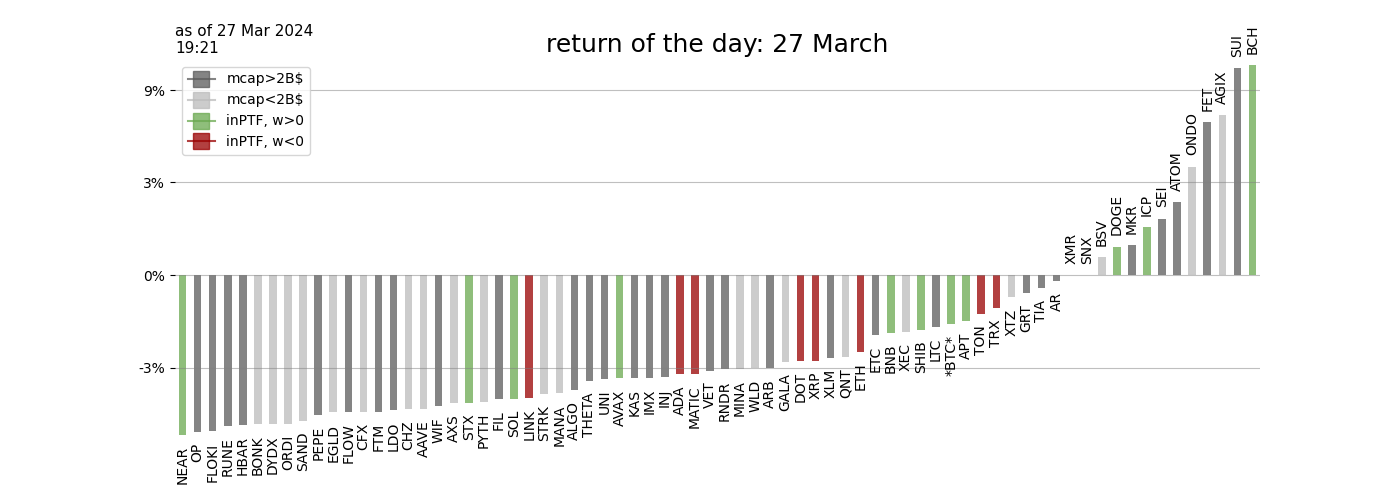 as of 27 Mar 2024
19:21
return of the day: 27 March
mcap>2B$
mcap<2B$
inPTF, w>0
inPTF, w<0
9%
3%
0%
-3%
NEAR
OP
FLOKI
RUNE
HBAR
BONK
DYDX
ORDI
SAND
PEPE
EGLD
FLOW
CFX
FTM
LDO
CHZ
AAVE
WIF
AXS
STX
PYTH
FIL
SOL
LINK
STRK
MANA
ALGO
THETA
UNI
AVAX
KAS
IMX
INJ
ADA
MATIC
VET
RNDR
MINA
WLD
ARB
GALA
DOT
XRP
XLM
QNT
ETH
ETC
BNB
XEC
SHIB
LTC
*BTC*
APT
TON
TRX
XTZ
GRT
TIA
AR
XMR
SNX
BSV
DOGE
MKR
ICP
SEI
ATOM
ONDO
FET
AGIX
SUI
BCH